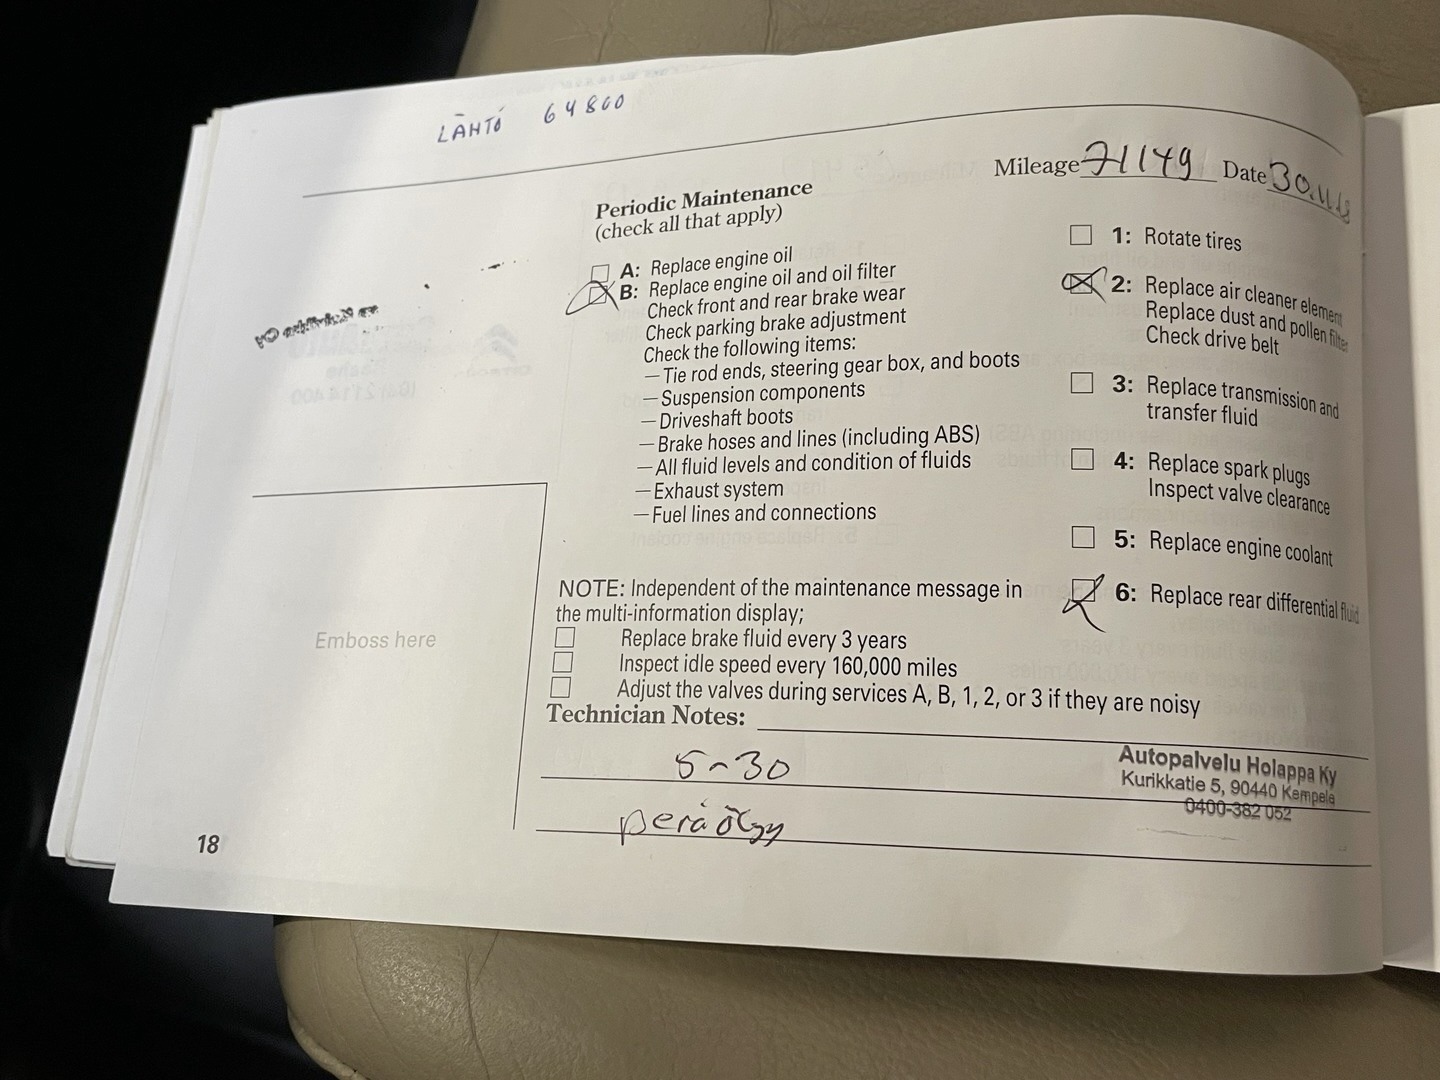 LÄHTÖ 64800
Mileage 71149 Date 30.11.18
Periodic Maintenance
(check all that apply)
A: Replace engine oil
B: Replace engine oil and oil filter
Check front and rear brake wear
Check parking brake adjustment
Check the following items:
— Tie rod ends, steering gear box, and boots
— Suspension components
— Driveshaft boots
— Brake hoses and lines (including ABS)
— All fluid levels and condition of fluids
— Exhaust system
— Fuel lines and connections
1: Rotate tires
2: Replace air cleaner element
Replace dust and pollen filter
Check drive belt
3: Replace transmission and
transfer fluid
4: Replace spark plugs
Inspect valve clearance
5: Replace engine coolant
6: Replace rear differential fluid
NOTE: Independent of the maintenance message in
the multi-information display;
Replace brake fluid every 3 years
Inspect idle speed every 160,000 miles
Adjust the valves during services A, B, 1, 2, or 3 if they are noisy
Technician Notes:
5-30
peräöljy
Autopalvelu Holappa Ky
Kurikkatie 5, 90440 Kempele
0400-382 052
Emboss here
18